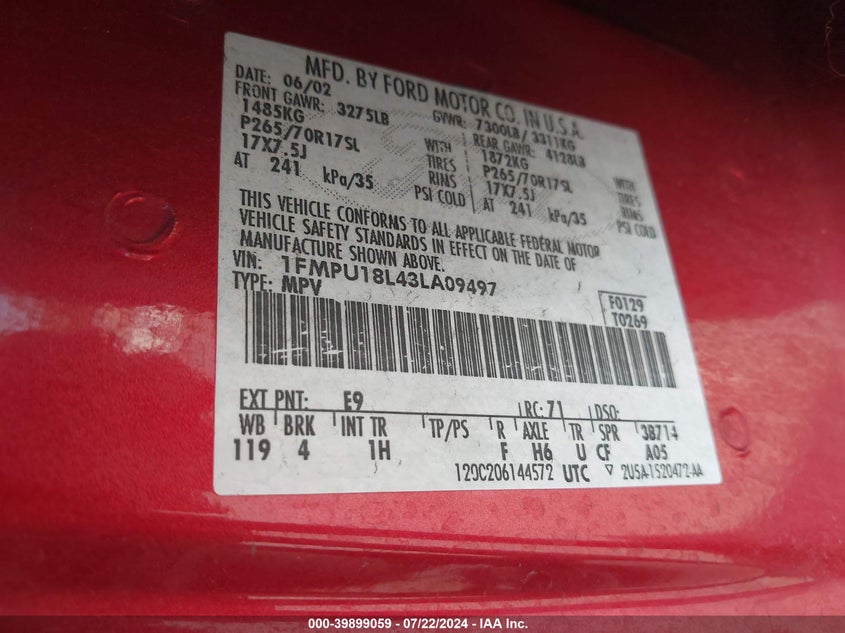 MFD. BY FORD MOTOR CO. IN U.S.A.
DATE: 06/02 GVWR: 7300LB / 3311KG
FRONT GAWR: 3275LB REAR GAWR: 4128LB
1485KG WITH 1872KG WITH
P265/70R17SL TIRES P265/70R17SL TIRES
17X7.5J RIMS 17X7.5J RIMS
AT 241 kPa/35 PSI COLD AT 241 kPa/35 PSI COLD
THIS VEHICLE CONFORMS TO ALL APPLICABLE FEDERAL MOTOR
VEHICLE SAFETY STANDARDS IN EFFECT ON THE DATE OF
MANUFACTURE SHOWN ABOVE.
VIN: 1FMPU18L43LA09497
TYPE: MPV
F0129
T0269
EXT PNT: E9 RC: 71 DSO:
WB BRK INT TR TP/PS R AXLE TR SPR 38714
119 4 1H F H6 U CF A05
129C206144572 UTC ▽ 2U5A-1520472-AA
000-39899059 / 07/22/2024 - IAA Inc.